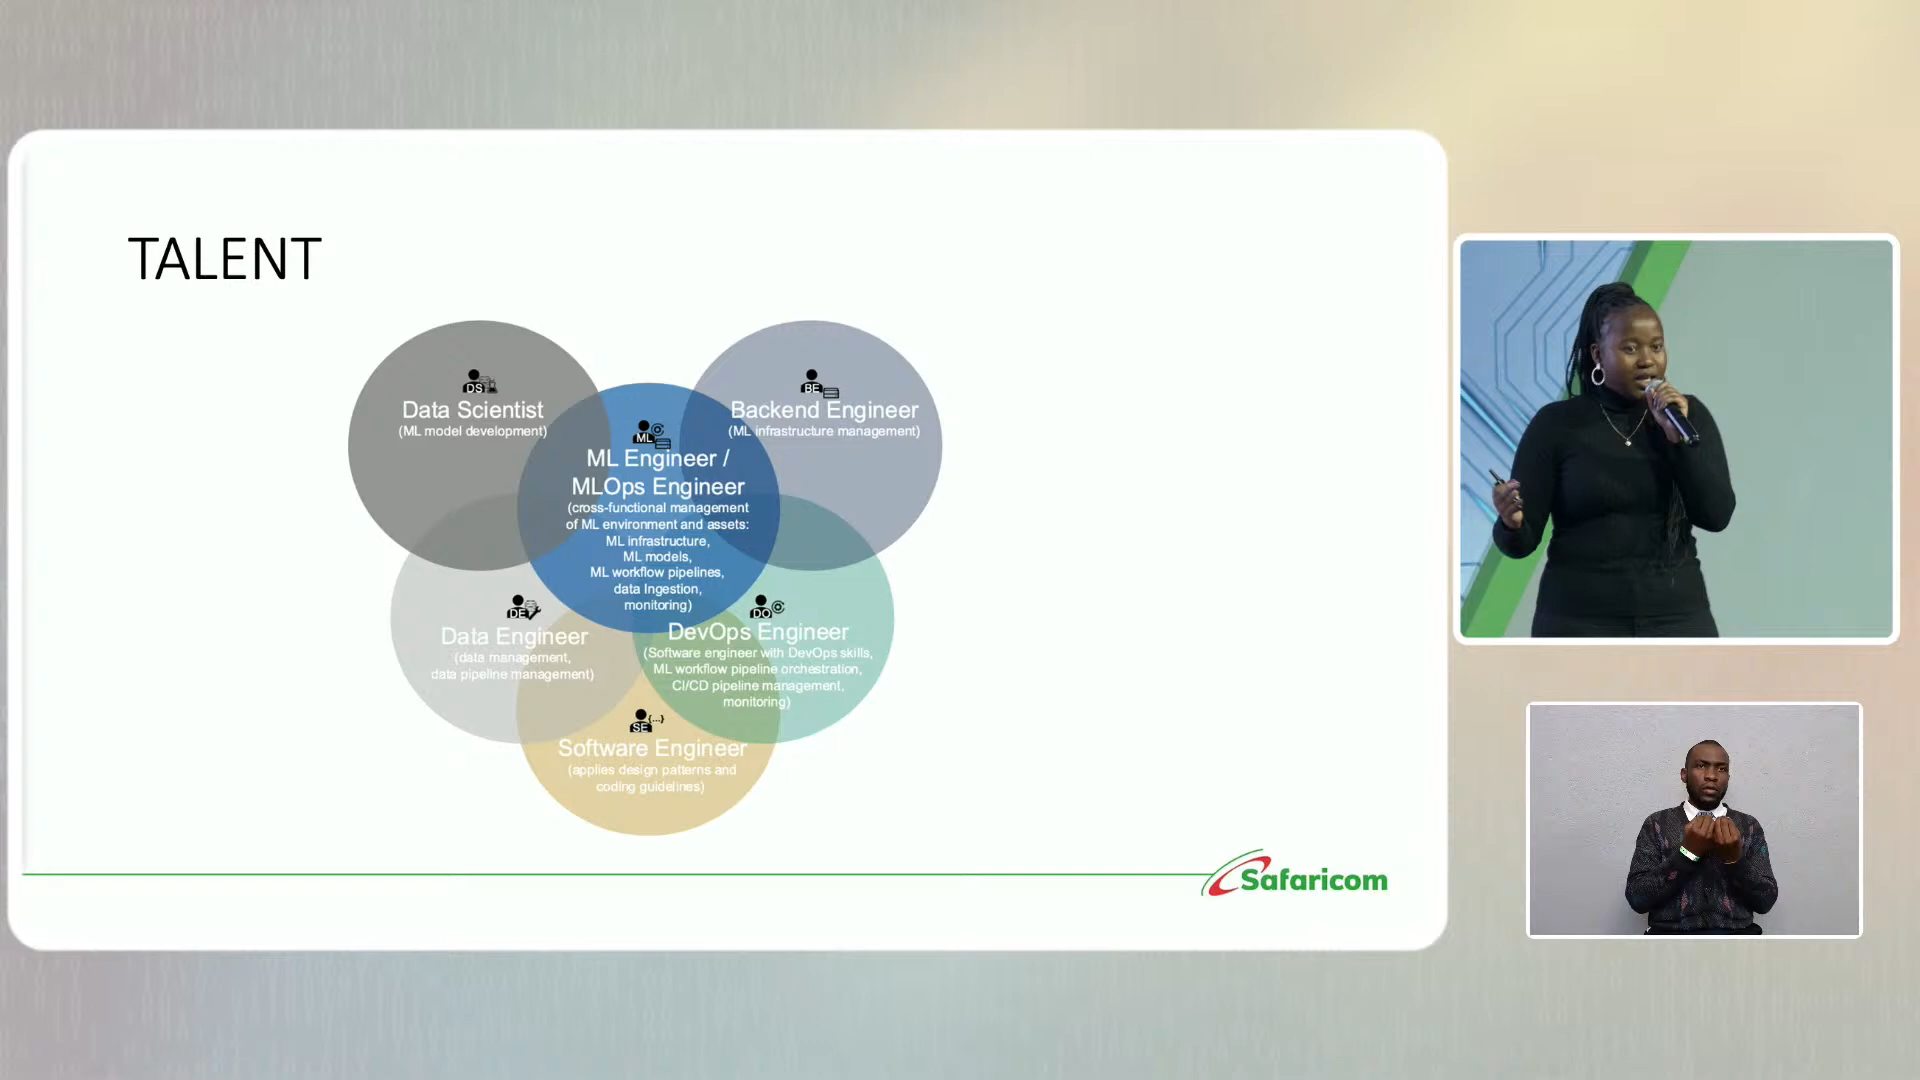 TALENT
DS
Data Scientist
(ML model development)
BE
Backend Engineer
(ML infrastructure management)
ML
ML Engineer /
MLOps Engineer
(cross-functional management
of ML environment and assets:
ML infrastructure,
ML models,
ML workflow pipelines,
data Ingestion,
monitoring)
DE
Data Engineer
(data management,
data pipeline management)
DO
DevOps Engineer
(Software engineer with DevOps skills,
ML workflow pipeline orchestration,
CI/CD pipeline management,
monitoring)
SE
{...}
Software Engineer
(applies design patterns and
coding guidelines)
Safaricom